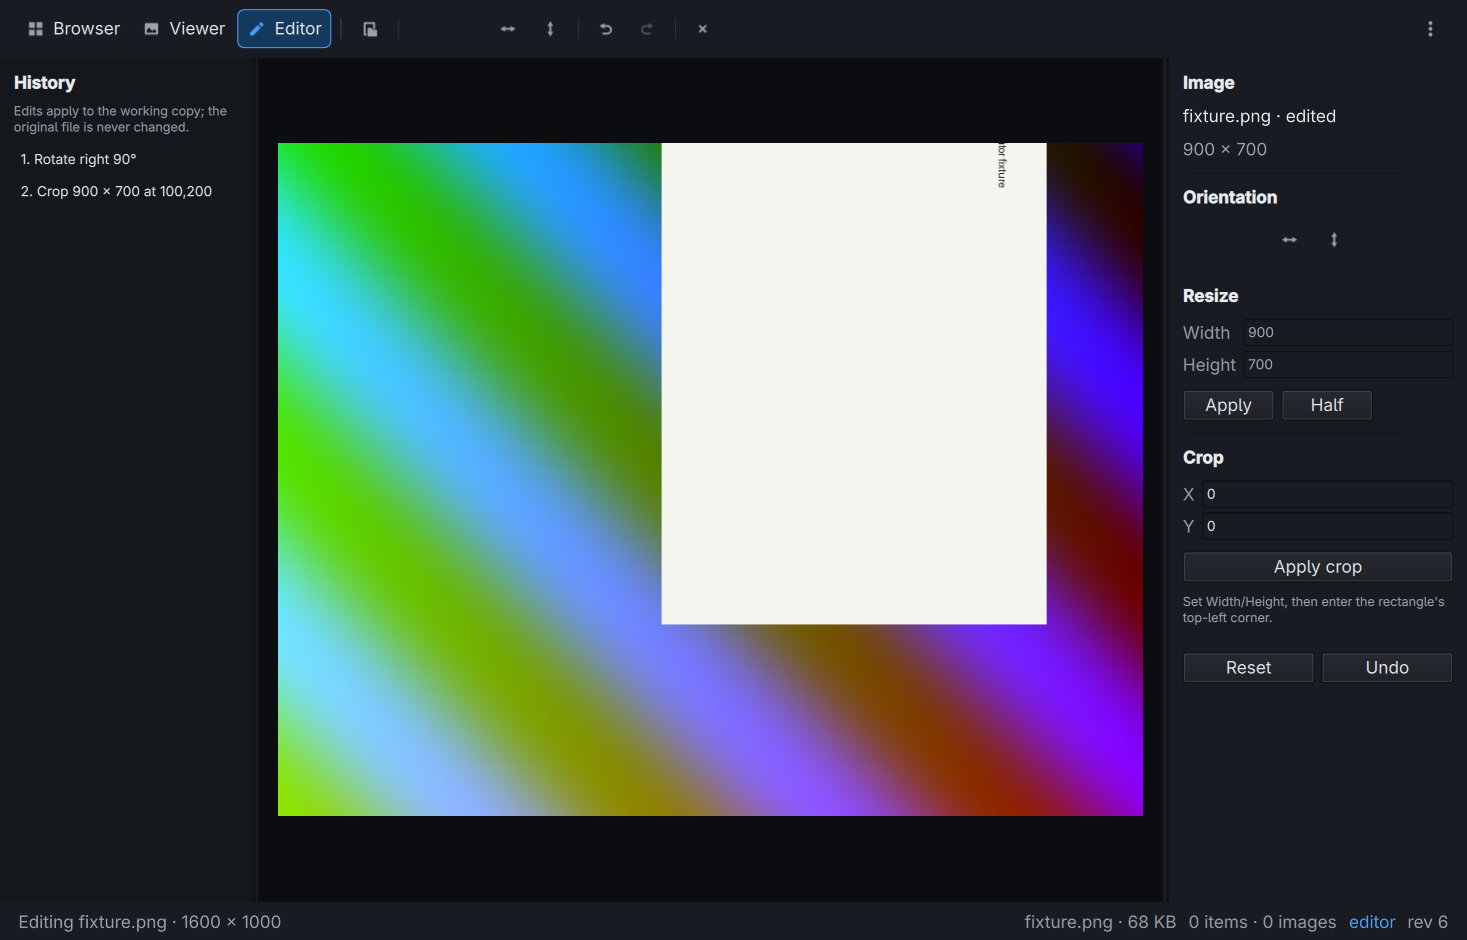 Browser Viewer Editor
History
Edits apply to the working copy; the
original file is never changed.
1. Rotate right 90°
2. Crop 900 × 700 at 100,200
fixture
Image
fixture.png · edited
900 × 700
Orientation
Resize
Width 900
Height 700
Apply Half
Crop
X 0
Y 0
Apply crop
Set Width/Height, then enter the rectangle's
top-left corner.
Reset Undo
Editing fixture.png · 1600 × 1000
fixture.png · 68 KB 0 items · 0 images editor rev 6